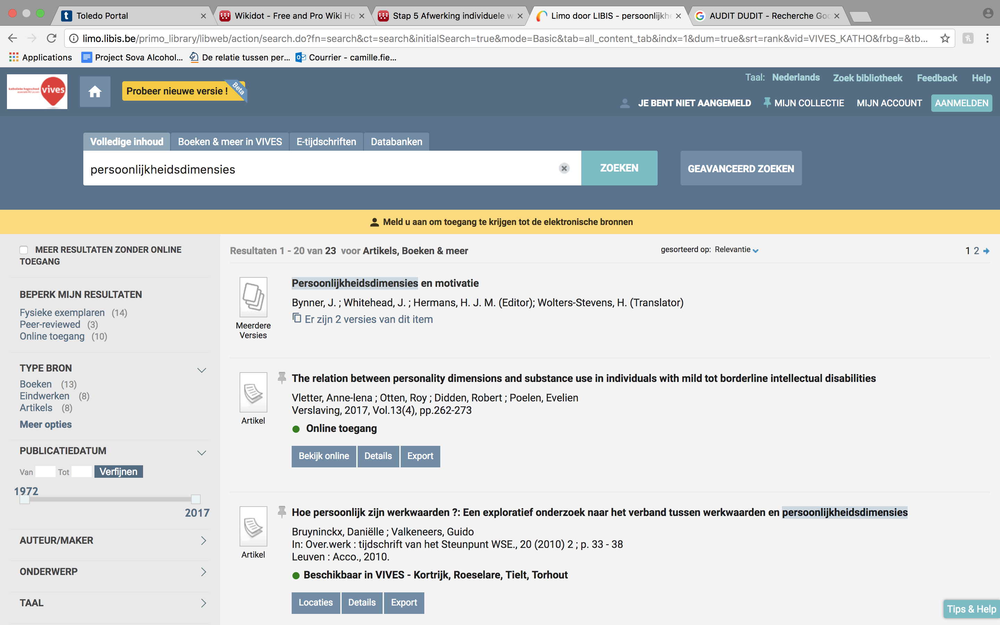 Toledo Portal
Wikidot - Free and Pro Wiki Ho
Stap 5 Afwerking individuele w
Limo door LIBIS - persoonlijkhe
AUDIT DUDIT - Recherche Goo
limo.libis.be/primo_library/libweb/action/search.do?fn=search&ct=search&initialSearch=true&mode=Basic&tab=all_content_tab&indx=1&dum=true&srt=rank&vid=VIVES_KATHO&frbg=&tb...
Applications
Project Sova Alcohol...
De relatie tussen per...
Courrier - camille.fie...
katholieke hogeschool
vives
Probeer nieuwe versie !
Beta
Taal: Nederlands
Zoek bibliotheek
Feedback
Help
JE BENT NIET AANGEMELD
MIJN COLLECTIE
MIJN ACCOUNT
AANMELDEN
Volledige inhoud
Boeken & meer in VIVES
E-tijdschriften
Databanken
persoonlijkheidsdimensies
ZOEKEN
GEAVANCEERD ZOEKEN
Meld u aan om toegang te krijgen tot de elektronische bronnen
MEER RESULTATEN ZONDER ONLINE
TOEGANG
BEPERK MIJN RESULTATEN
Fysieke exemplaren (14)
Peer-reviewed (3)
Online toegang (10)
TYPE BRON
Boeken (13)
Eindwerken (8)
Artikels (8)
Meer opties
PUBLICATIEDATUM
Van Tot Verfijnen
1972
2017
AUTEUR/MAKER
ONDERWERP
TAAL
Resultaten 1 - 20 van 23 voor Artikels, Boeken & meer
gesorteerd op: Relevantie
1 2
Meerdere
Versies
Persoonlijkheidsdimensies en motivatie
Bynner, J. ; Whitehead, J. ; Hermans, H. J. M. (Editor); Wolters-Stevens, H. (Translator)
Er zijn 2 versies van dit item
Artikel
The relation between personality dimensions and substance use in individuals with mild tot borderline intellectual disabilities
Vletter, Anne-lena ; Otten, Roy ; Didden, Robert ; Poelen, Evelien
Verslaving, 2017, Vol.13(4), pp.262-273
Online toegang
Bekijk online
Details
Export
Artikel
Hoe persoonlijk zijn werkwaarden ?: Een exploratief onderzoek naar het verband tussen werkwaarden en persoonlijkheidsdimensies
Bruyninckx, Daniëlle ; Valkeneers, Guido
In: Over.werk : tijdschrift van het Steunpunt WSE., 20 (2010) 2 ; p. 33 - 38
Leuven : Acco., 2010.
Beschikbaar in VIVES - Kortrijk, Roeselare, Tielt, Torhout
Locaties
Details
Export
Tips & Help